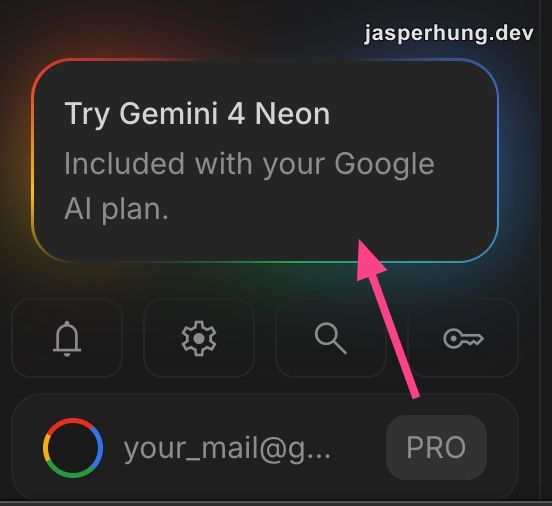 jasperhung.dev
Try Gemini 4 Neon
Included with your Google
AI plan.
your_mail@g...
PRO